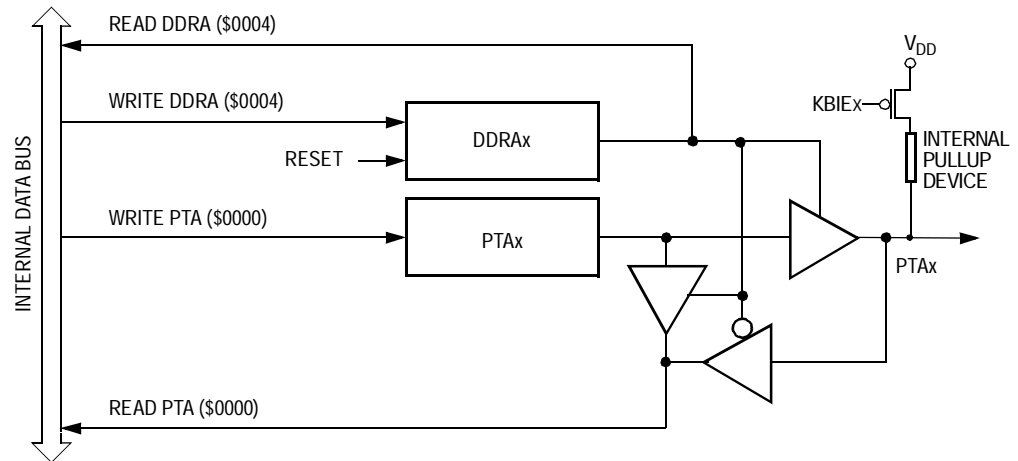 READ DDRA ($0004)
VDD
WRITE DDRA ($0004)
KBIEx
DDRAx
RESET
INTERNAL
PULLUP
DEVICE
INTERNAL DATA BUS
WRITE PTA ($0000)
PTAx
PTAx
READ PTA ($0000)